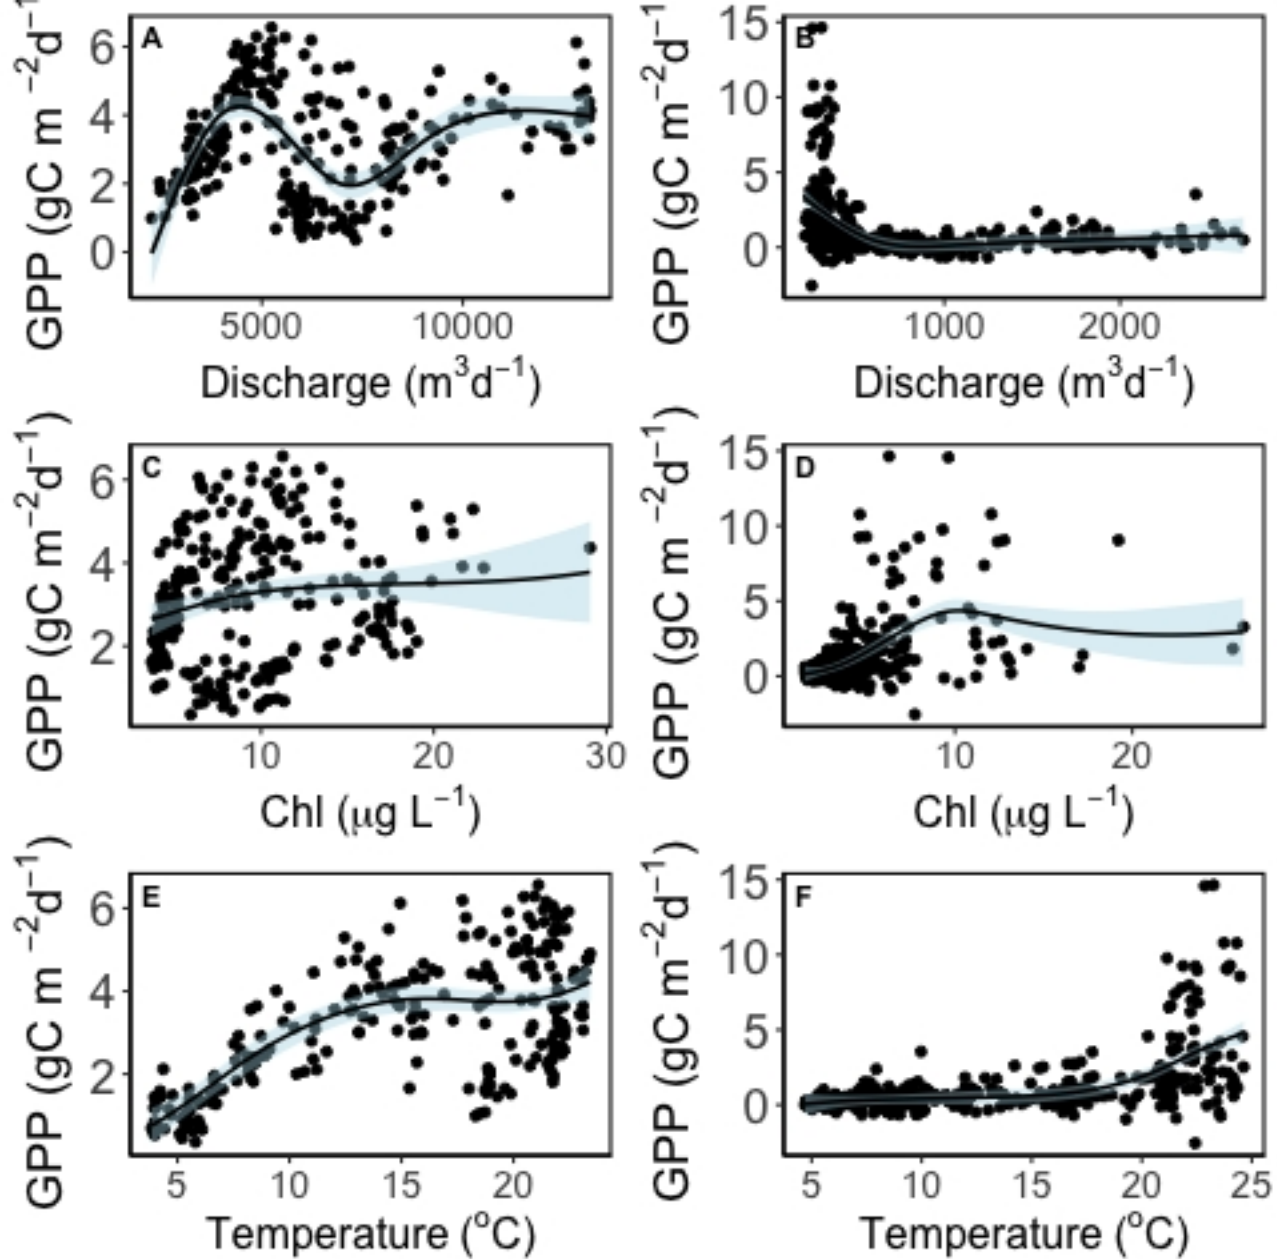 A
GPP (gC m⁻²d⁻¹
6
4
2
0
5000 10000
Discharge (m³d⁻¹)
B
GPP (gC m⁻²d⁻¹
15
10
5
0
1000 2000
Discharge (m³d⁻¹)
C
GPP (gC m⁻²d⁻¹)
6
4
2
10 20 30
Chl (μg L⁻¹)
D
GPP (gC m⁻²d⁻¹)
15
10
5
0
10 20
Chl (μg L⁻¹)
E
GPP (gC m⁻²d⁻¹)
6
4
2
5 10 15 20
Temperature (°C)
F
GPP (gC m⁻²d⁻¹)
15
10
5
0
5 10 15 20 25
Temperature (°C)